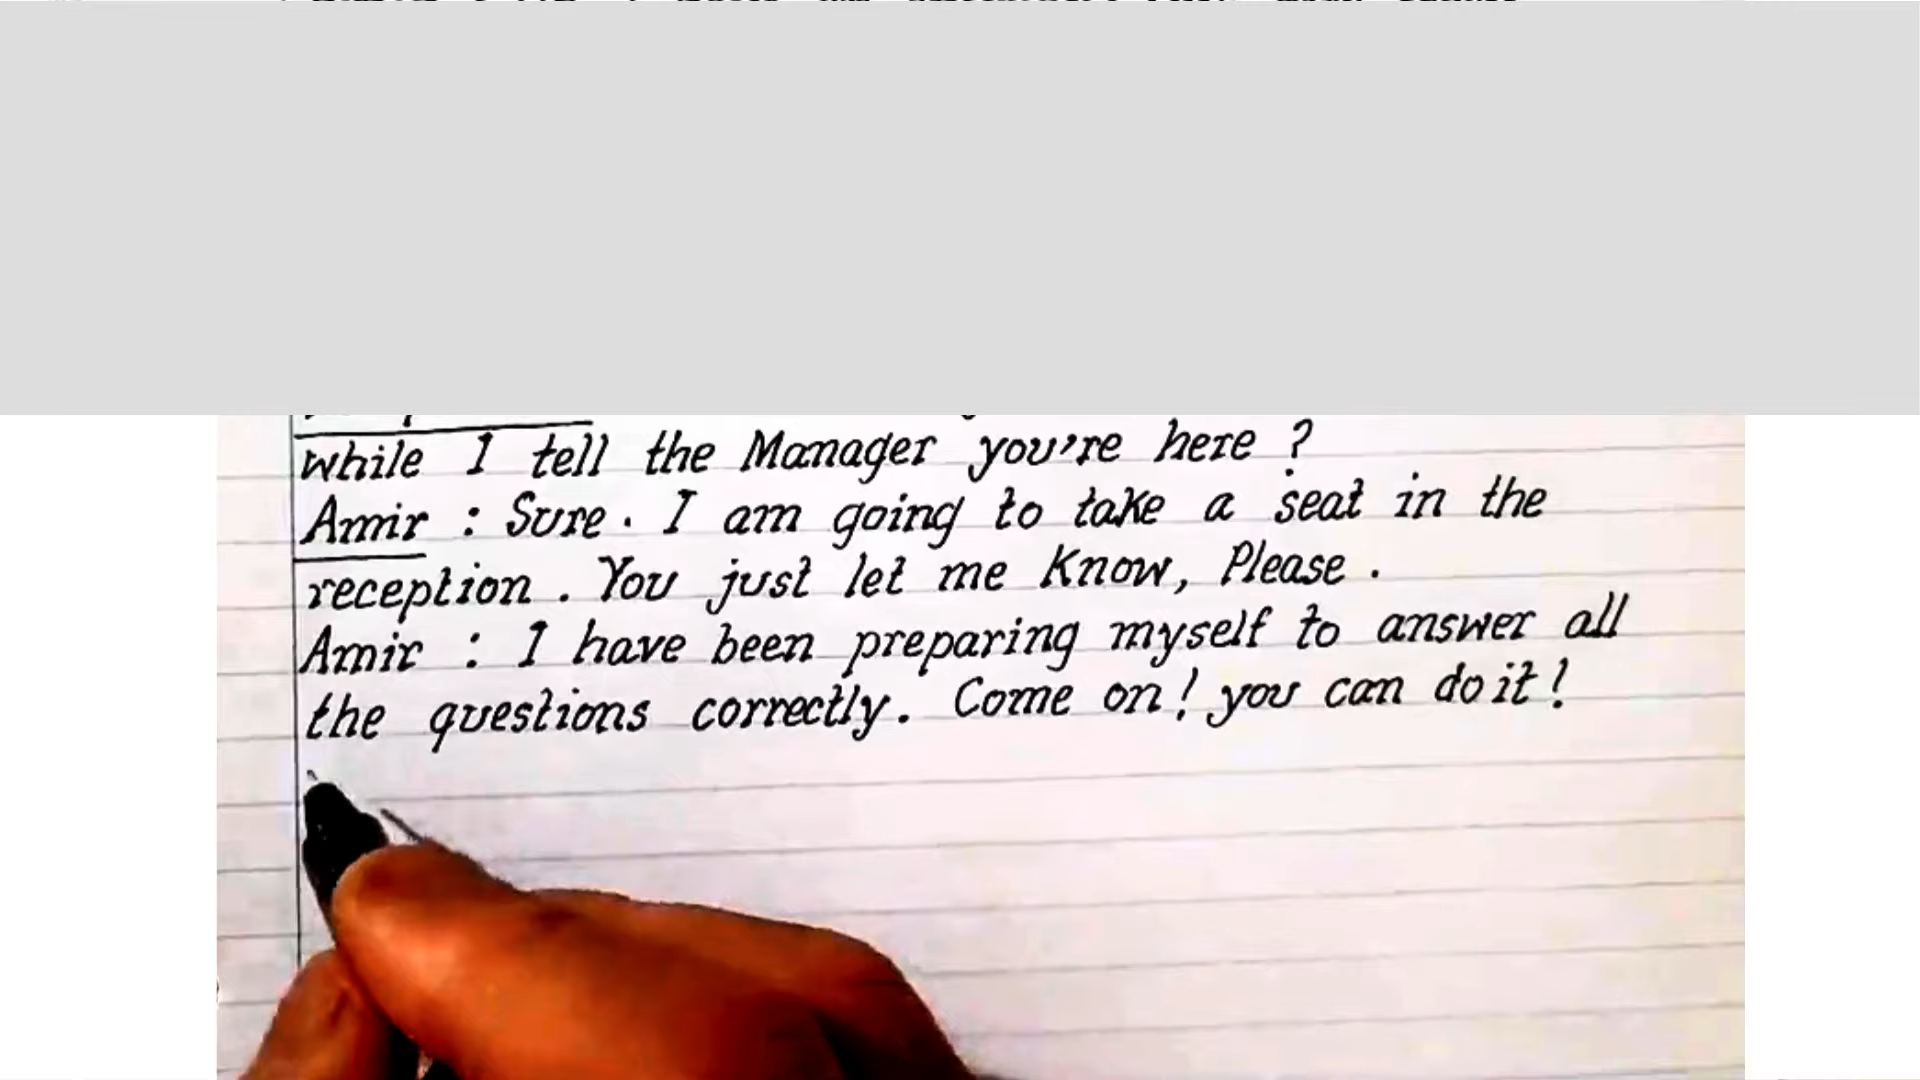 while I tell the Manager you're here ?
Amir : Sure. I am going to take a seat in the
reception. You just let me Know, Please.
Amir : I have been preparing myself to answer all
the questions correctly. Come on! you can do it!